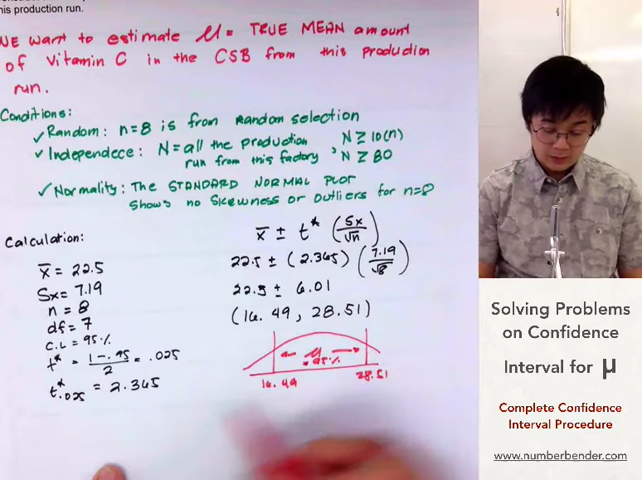 this production run.
WE want to estimate μ = TRUE MEAN amount
of Vitamin C in the CSB from this production
run.
Conditions:
✓ Random: n=8 is from Random selection
✓ Independece: N=all the production N ≥ 10(n)
run from this factory ; N ≥ 80
✓ Normality: The STANDARD NORMAL PLOT
Shows no Skewness or outliers for n=8
Calculation:
x̄ = 22.5
Sx = 7.19
n = 8
df = 7
C.L = 95%
t* = 1-.95/2 = .025
t*.025 = 2.365
x̄ ± t* (Sx/√n)
22.5 ± (2.365) (7.19/√8)
22.5 ± 6.01
(16.49, 28.51)
μ
= 95%
16.49 28.51
Solving Problems
on Confidence
Interval for μ
Complete Confidence
Interval Procedure
www.numberbender.com